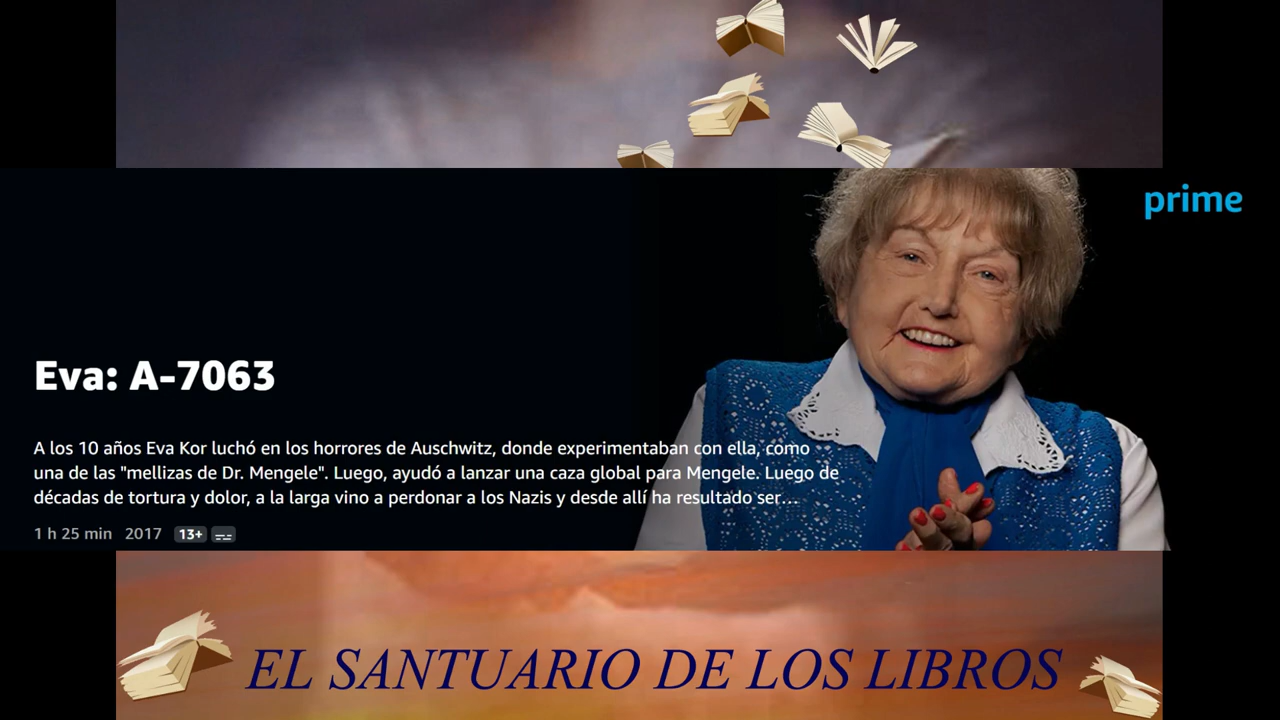 prime
Eva: A-7063
A los 10 años Eva Kor luchó en los horrores de Auschwitz, donde experimentaban con ella, como
una de las "mellizas de Dr. Mengele". Luego, ayudó a lanzar una caza global para Mengele. Luego de
décadas de tortura y dolor, a la larga vino a perdonar a los Nazis y desde allí ha resultado ser...
1 h 25 min 2017 13+
EL SANTUARIO DE LOS LIBROS